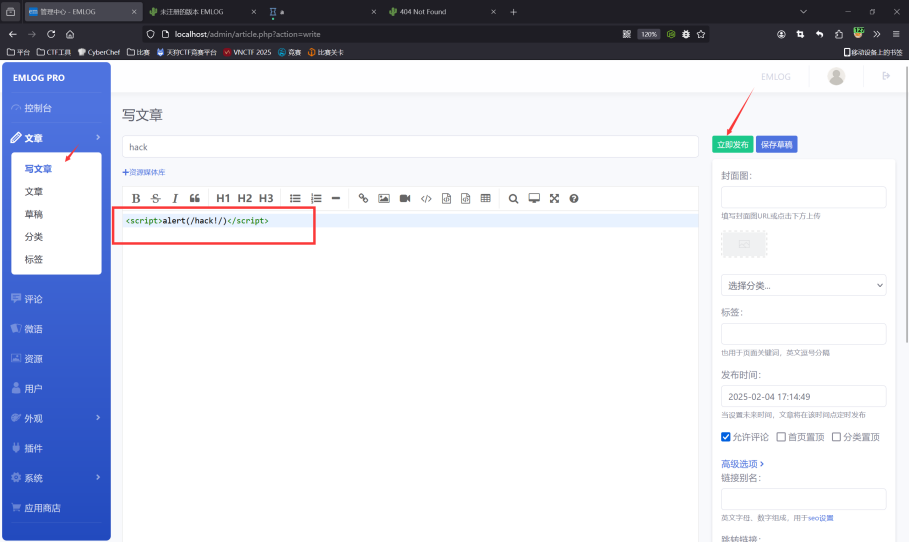 管理中心 - EMLOG
未注册的版本 EMLOG
a
404 Not Found
localhost/admin/article.php?action=write
120%
平台
CTF工具
CyberChef
比赛
天狩CTF竞赛平台
VNCTF 2025
竞赛
比赛关卡
移动设备上的书签
EMLOG PRO
EMLOG
控制台
文章
写文章
文章
草稿
分类
标签
评论
微语
资源
用户
外观
插件
系统
应用商店
写文章
hack
+资源媒体库
B S I H1 H2 H3
<script>alert(/hack!/)</script>
立即发布 保存草稿
封面图:
填写封面图URL或点击下方上传
选择分类...
标签:
也用于页面关键词，英文逗号分隔
发布时间:
2025-02-04 17:14:49
当设置未来时间，文章将在该时间点定时发布
允许评论 首页置顶 分类置顶
高级选项
链接别名:
英文字母、数字组成，用于seo设置
跳转链接: